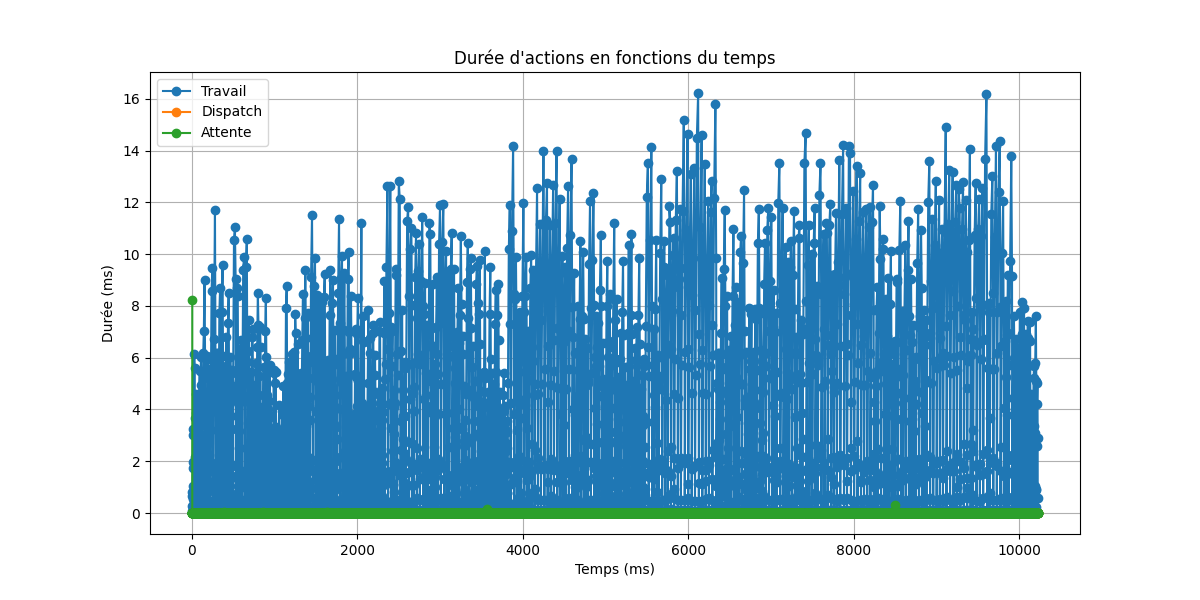 Durée d'actions en fonctions du temps
Travail
Dispatch
Attente
Durée (ms)
16
14
12
10
8
6
4
2
0
0 2000 4000 6000 8000 10000
Temps (ms)